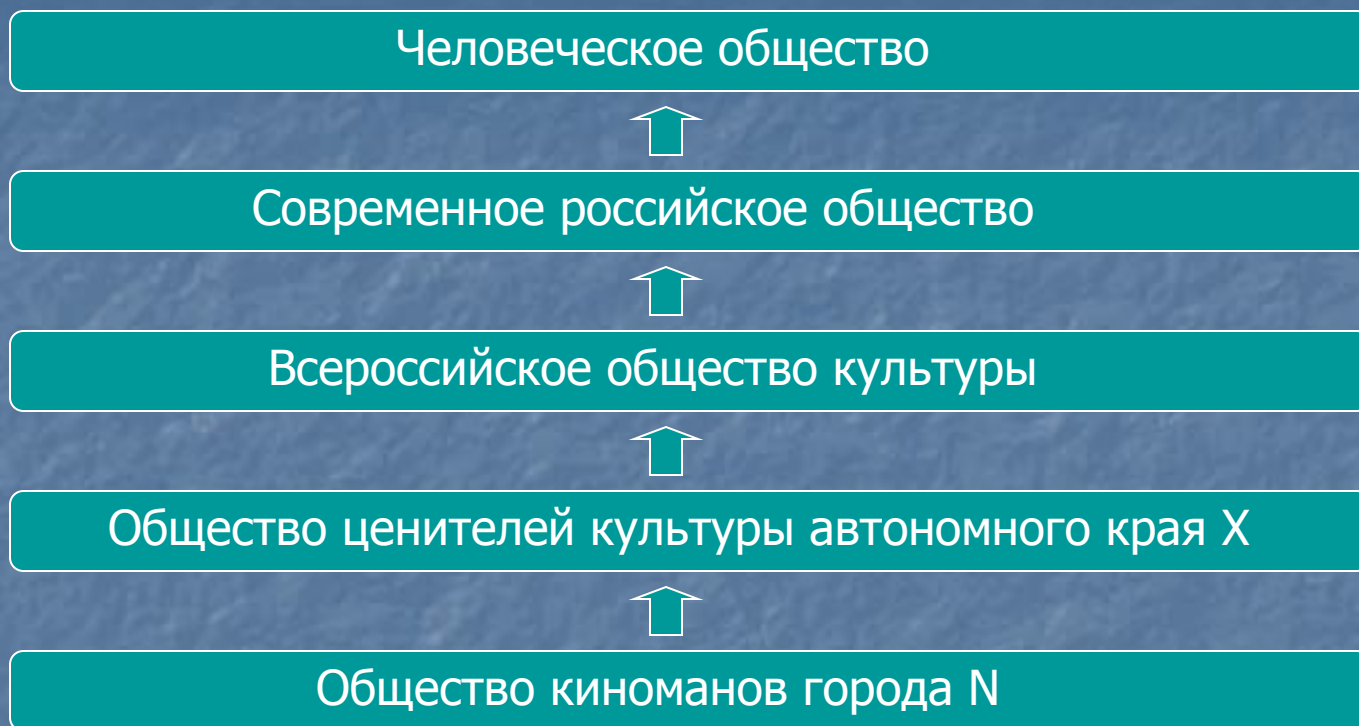 Человеческое общество
Современное российское общество
Всероссийское общество культуры
Общество ценителей культуры автономного края X
Общество киноманов города N